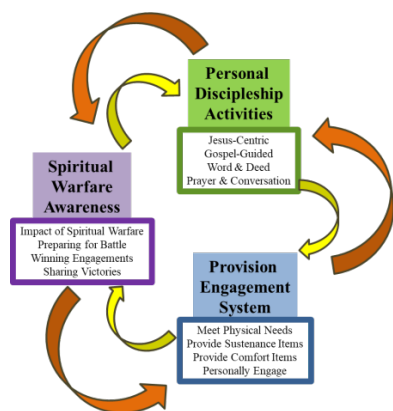 Personal
Discipleship
Activities
Jesus-Centric
Gospel-Guided
Word & Deed
Prayer & Conversation
Spiritual
Warfare
Awareness
Impact of Spiritual Warfare
Preparing for Battle
Winning Engagements
Sharing Victories
Provision
Engagement
System
Meet Physical Needs
Provide Sustenance Items
Provide Comfort Items
Personally Engage